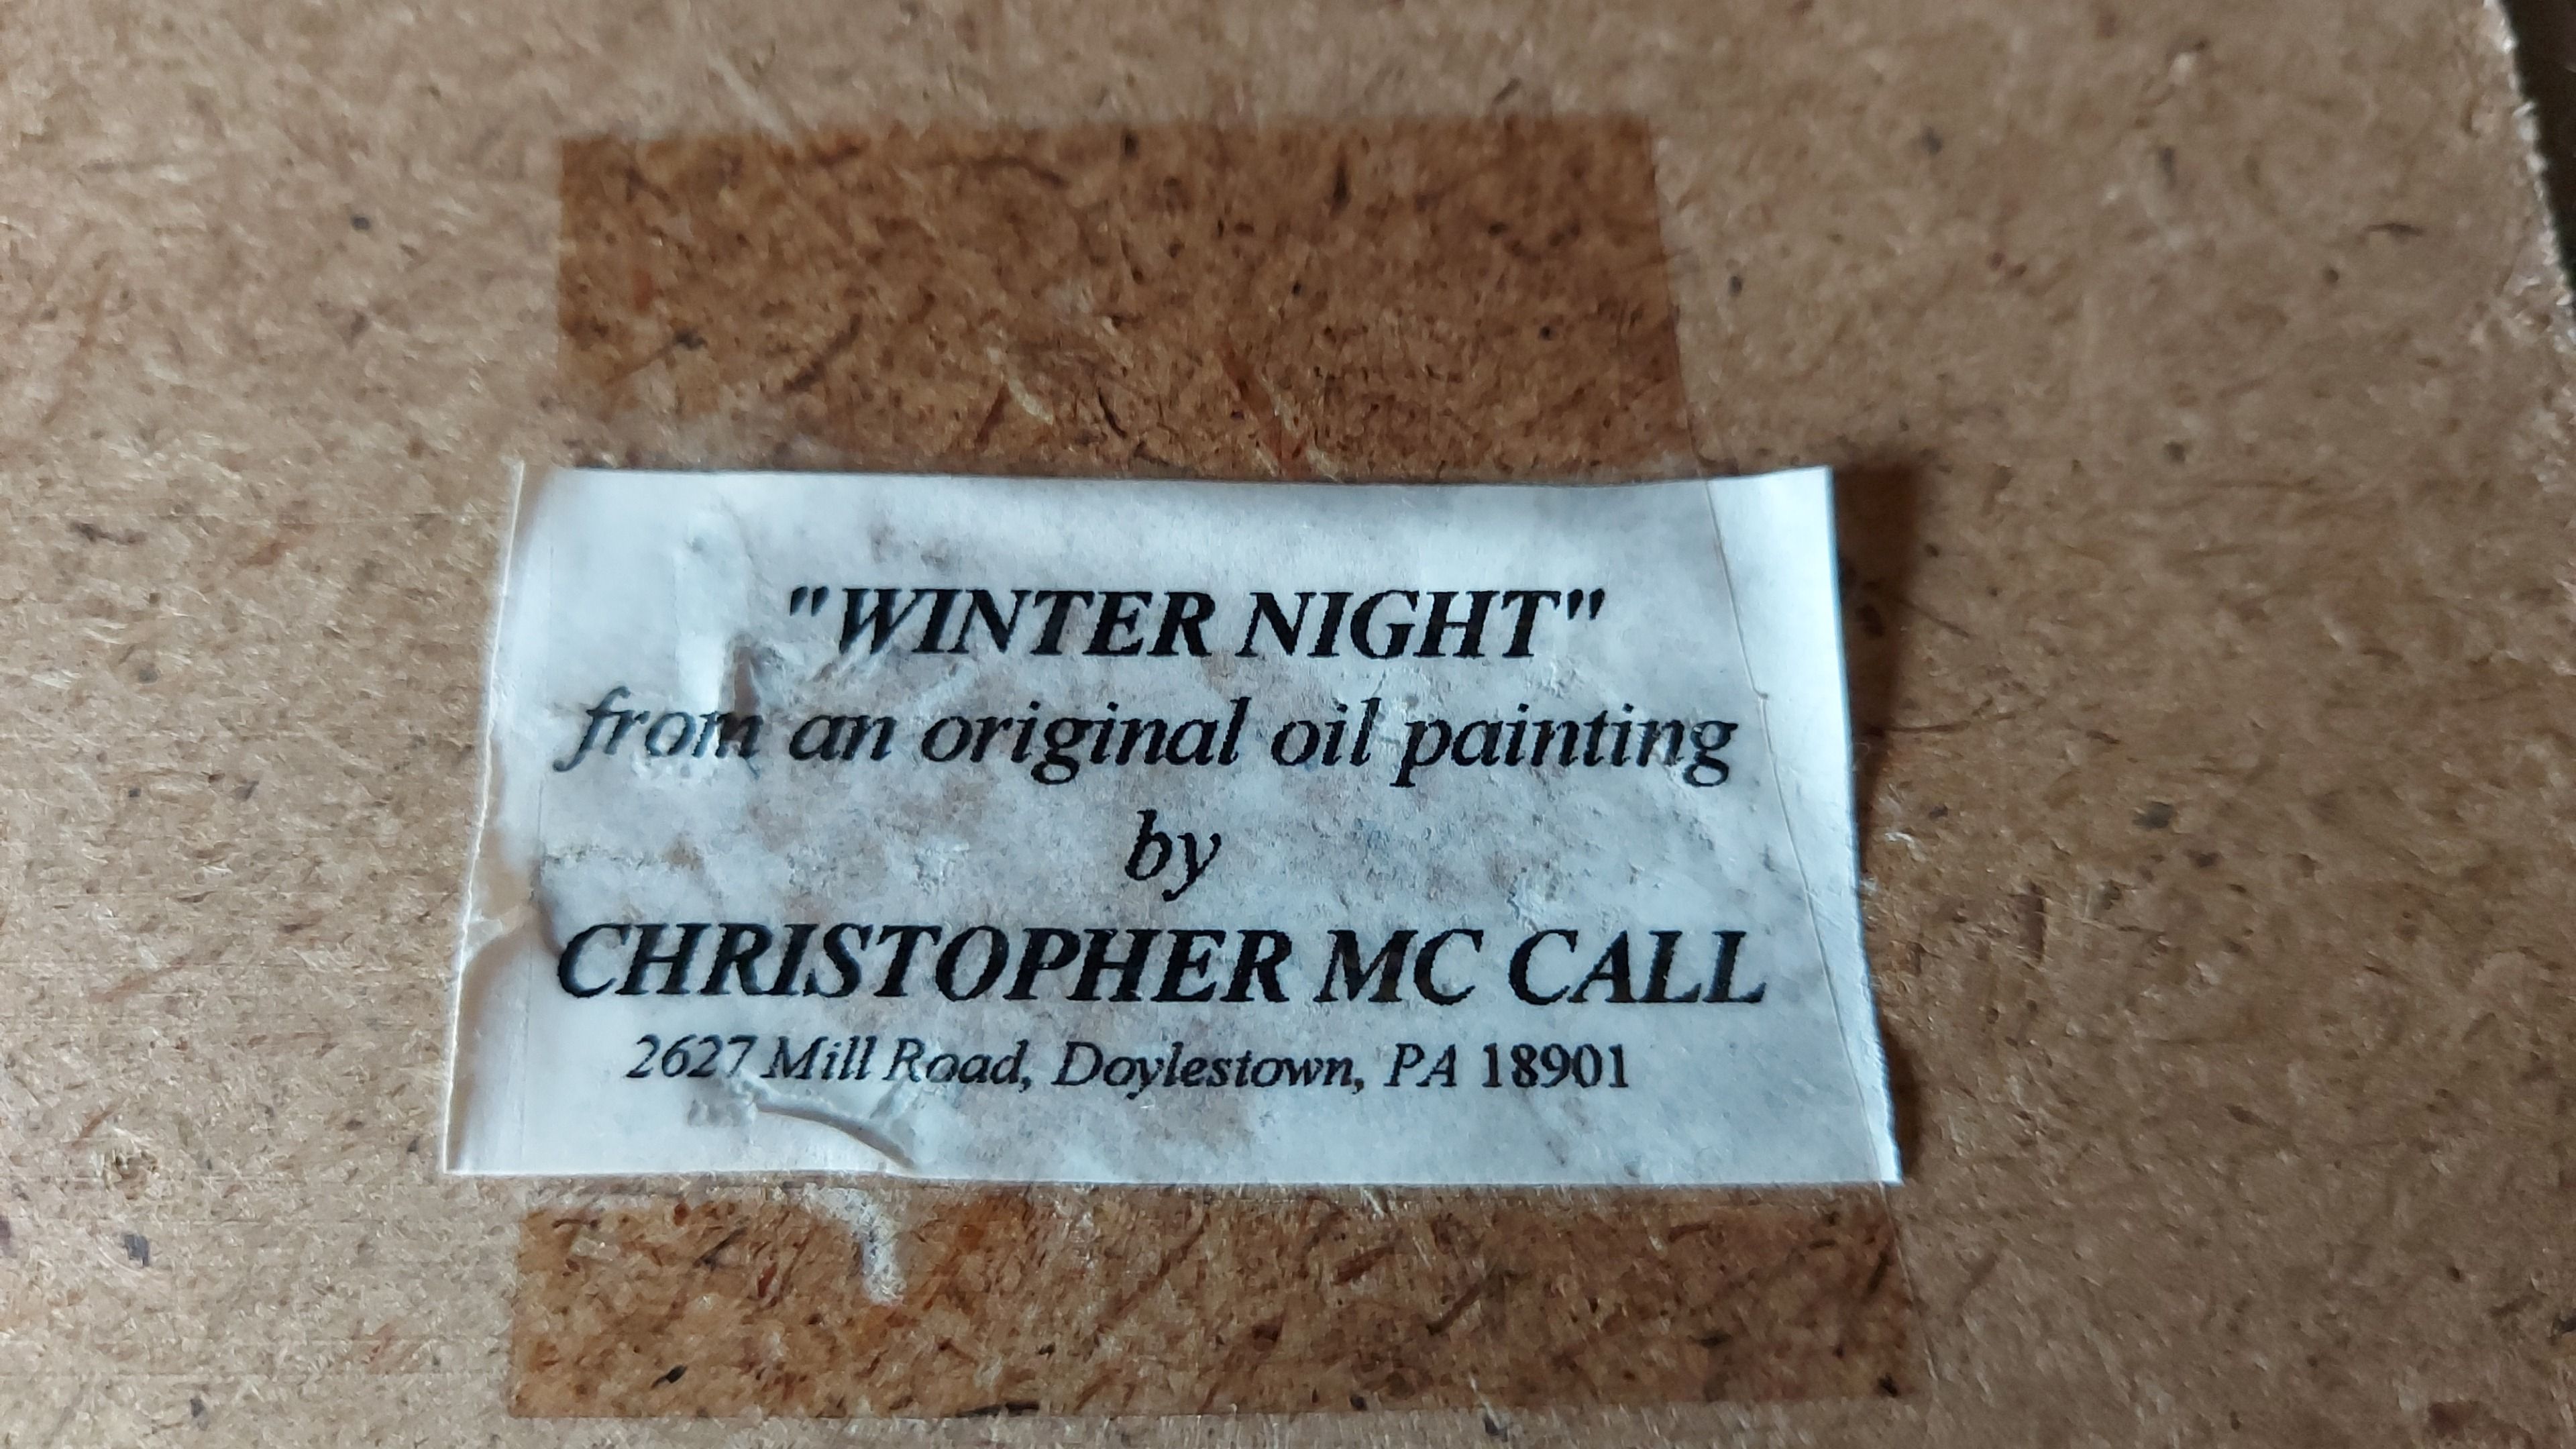 "WINTER NIGHT"
from an original oil painting
by
CHRISTOPHER MC CALL
2627 Mill Road, Doylestown, PA 18901